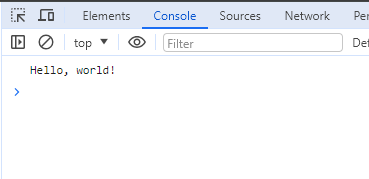 Elements Console Sources Network
top Filter
Hello, world!